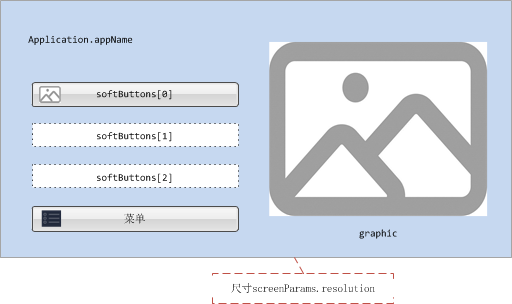 Application.appName
softButtons[0]
softButtons[1]
softButtons[2]
菜单
graphic
尺寸screenParams.resolution